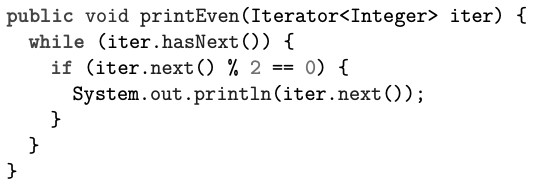 public void printEven(Iterator<Integer> iter) {
  while (iter.hasNext()) {
    if (iter.next() % 2 == 0) {
      System.out.println(iter.next());
    }
  }
}